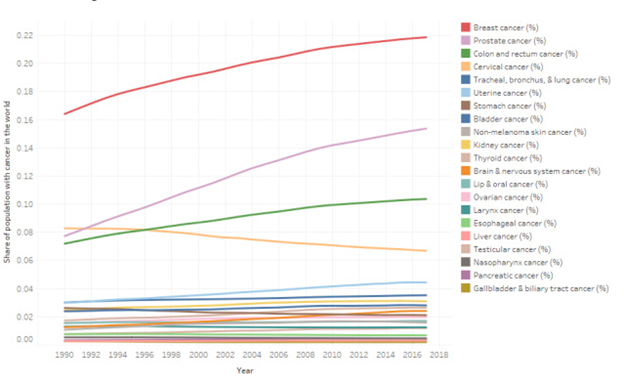 0.22
0.20
0.18
0.16
0.14
0.12
0.10
0.08
0.06
0.04
0.02
0.00
Share of population with cancer in the world
1990 1992 1994 1996 1998 2000 2002 2004 2006 2008 2010 2012 2014 2016 2018
Year
Breast cancer (%)
Prostate cancer (%)
Colon and rectum cancer (%)
Cervical cancer (%)
Tracheal, bronchus, & lung cancer (%)
Uterine cancer (%)
Stomach cancer (%)
Bladder cancer (%)
Non-melanoma skin cancer (%)
Kidney cancer (%)
Thyroid cancer (%)
Brain & nervous system cancer (%)
Lip & oral cancer (%)
Ovarian cancer (%)
Larynx cancer (%)
Esophageal cancer (%)
Liver cancer (%)
Testicular cancer (%)
Nasopharynx cancer (%)
Pancreatic cancer (%)
Gallbladder & biliary tract cancer (%)